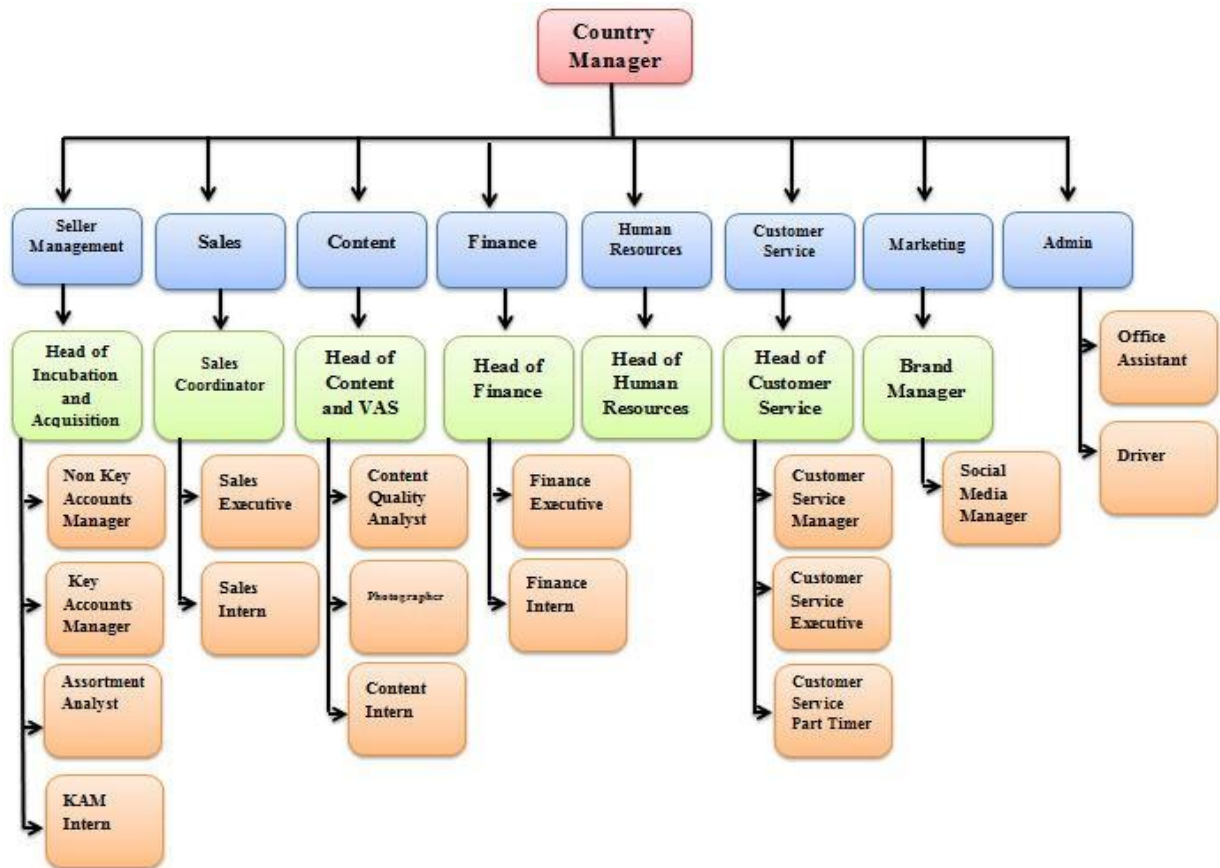 Country
Manager
Seller
Management
Sales
Content
Finance
Human
Resources
Customer
Service
Marketing
Admin
Head of
Incubation
and
Acquisition
Sales
Coordinator
Head of
Content
and VAS
Head of
Finance
Head of
Human
Resources
Head of
Customer
Service
Brand
Manager
Office
Assistant
Driver
Non Key
Accounts
Manager
Key
Accounts
Manager
Assortment
Analyst
KAM
Intern
Sales
Executive
Sales
Intern
Content
Quality
Analyst
Photographer
Content
Intern
Finance
Executive
Finance
Intern
Customer
Service
Manager
Customer
Service
Executive
Customer
Service
Part Timer
Social
Media
Manager